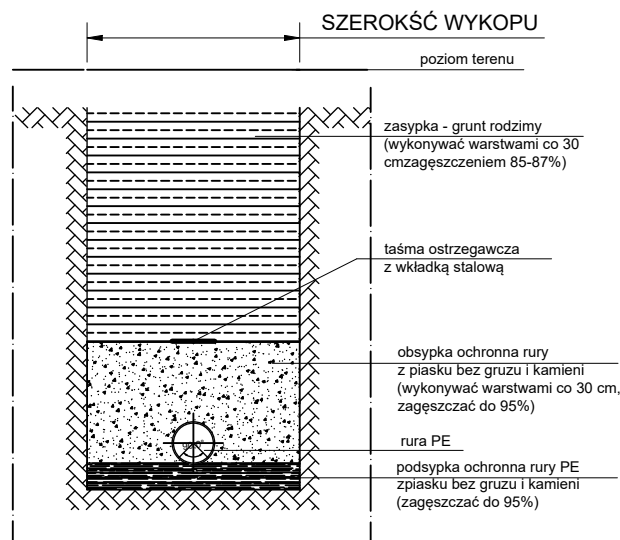 SZEROKŚĆ WYKOPU
poziom terenu
zasypka - grunt rodzimy
(wykonywać warstwami co 30
cmzagęszczeniem 85-87%)
taśma ostrzegawcza
z wkładką stalową
obsypka ochronna rury
z piasku bez gruzu i kamieni
(wykonywać warstwami co 30 cm,
zagęszczać do 95%)
rura PE
podsypka ochronna rury PE
zpiasku bez gruzu i kamieni
(zagęszczać do 95%)